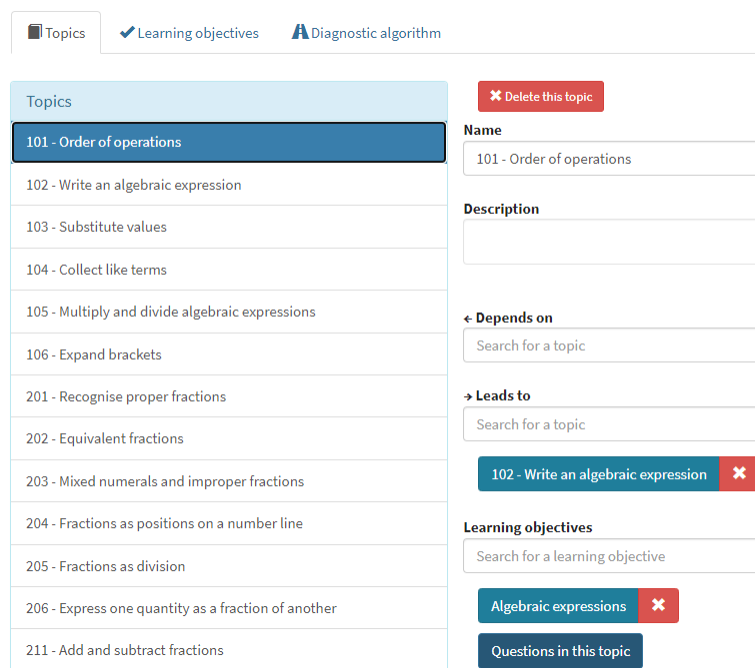 Topics
Learning objectives
Diagnostic algorithm
Topics
101 - Order of operations
102 - Write an algebraic expression
103 - Substitute values
104 - Collect like terms
105 - Multiply and divide algebraic expressions
106 - Expand brackets
201 - Recognise proper fractions
202 - Equivalent fractions
203 - Mixed numerals and improper fractions
204 - Fractions as positions on a number line
205 - Fractions as division
206 - Express one quantity as a fraction of another
211 - Add and subtract fractions
✖ Delete this topic
Name
101 - Order of operations
Description
← Depends on
Search for a topic
→ Leads to
Search for a topic
102 - Write an algebraic expression ✖
Learning objectives
Search for a learning objective
Algebraic expressions ✖
Questions in this topic